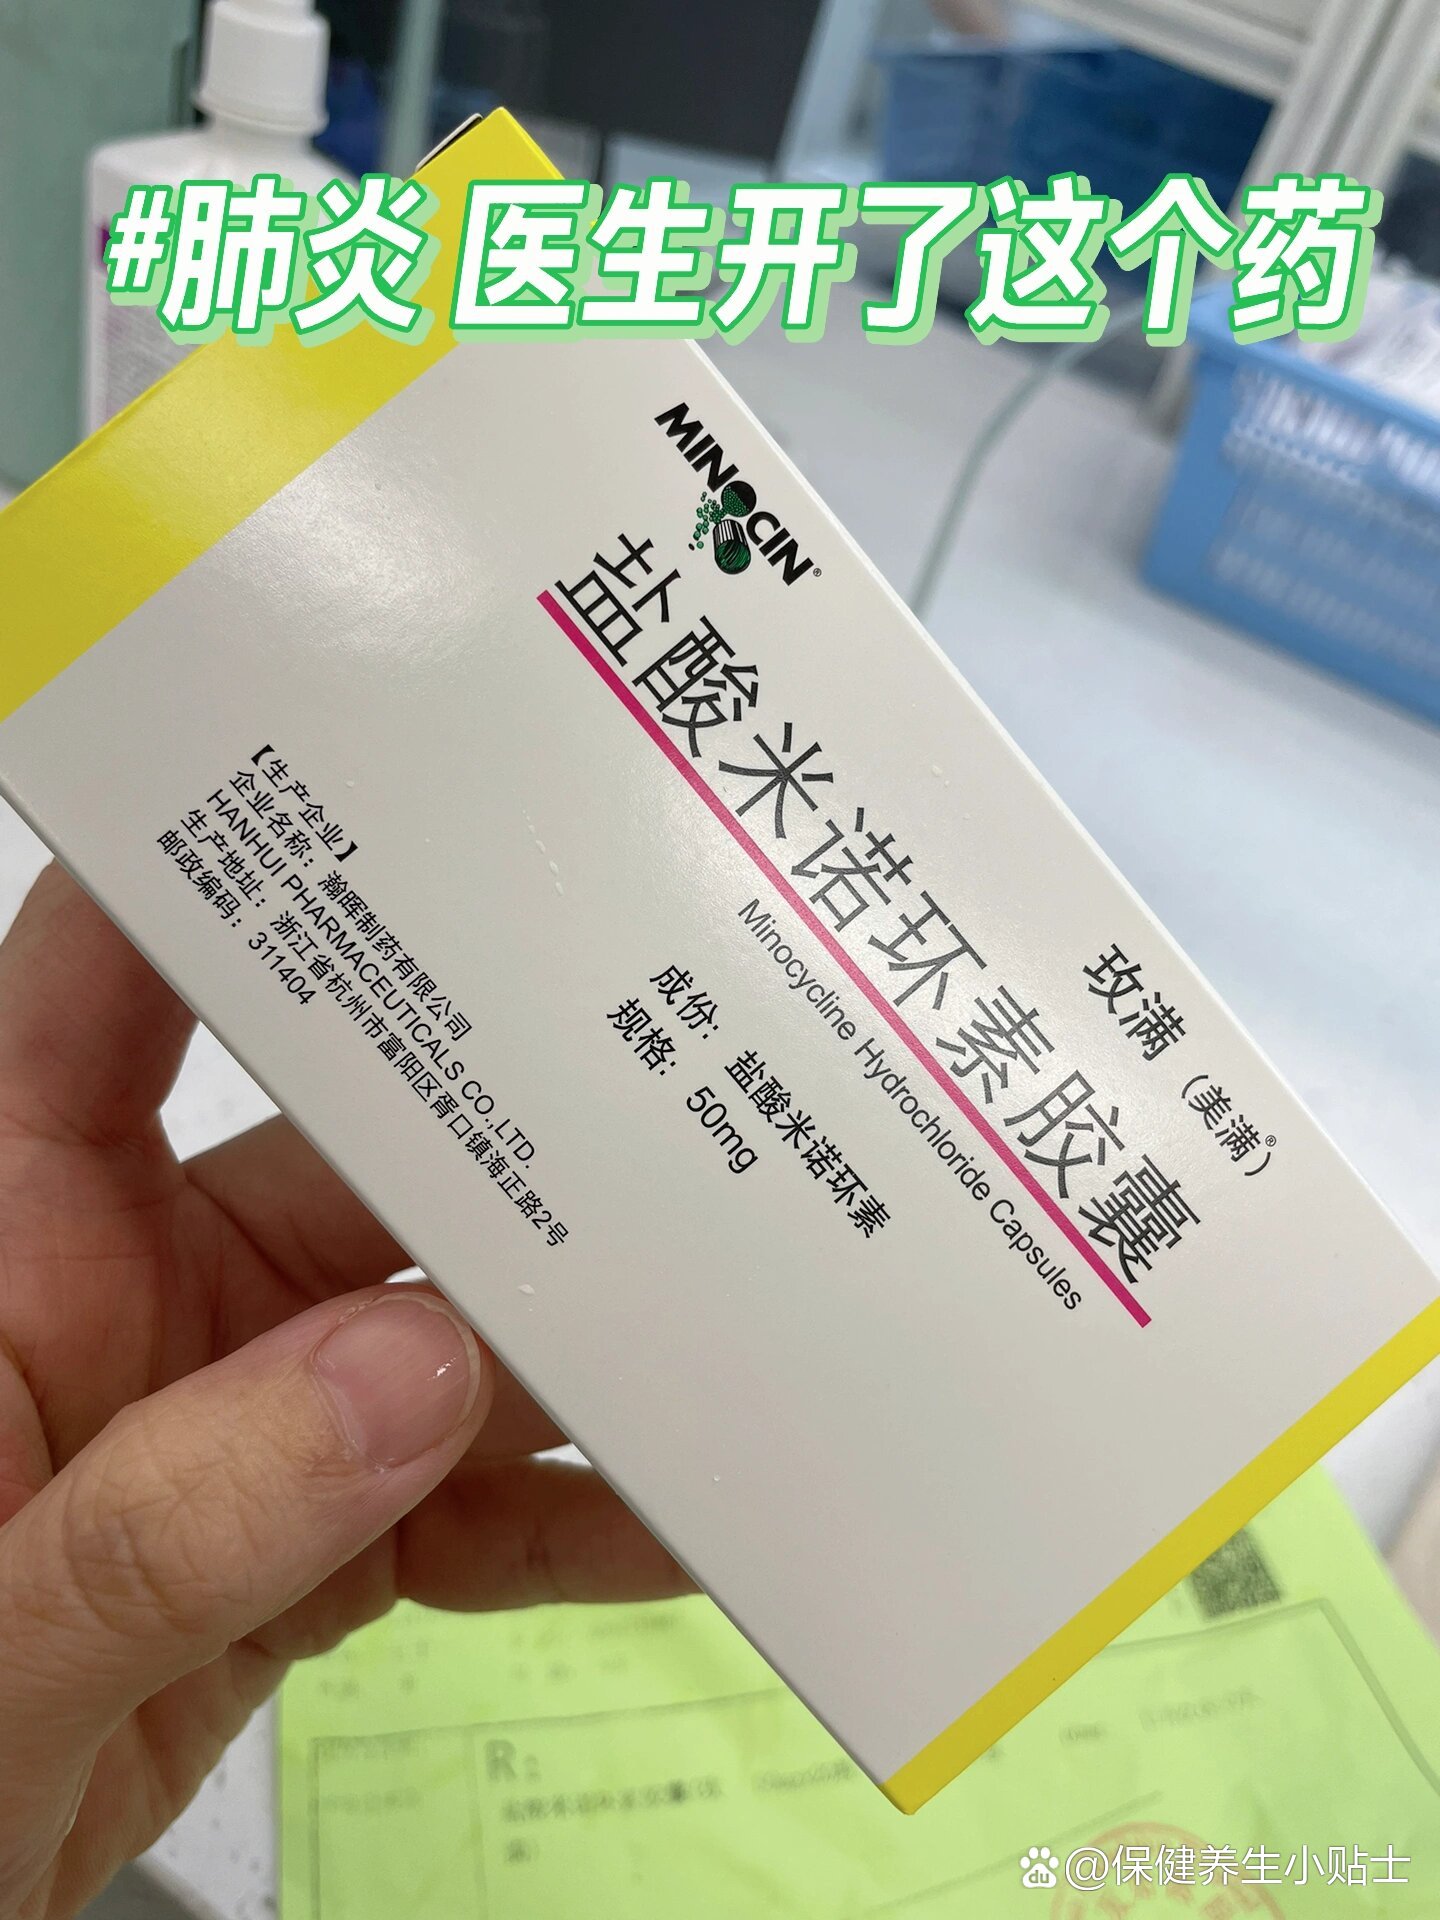 #肺炎 医生开了这个药
MINOCIN®
盐酸米诺环素胶囊
Minocycline Hydrochloride Capsules
玫满(美满®)
成份:盐酸米诺环素
规格:50mg
【生产企业】
企业名称:瀚晖制药有限公司
HANHUI PHARMACEUTICALS CO.,LTD.
生产地址:浙江省杭州市富阳区胥口镇海正路2号
邮政编码:311404
R:
@保健养生小贴士